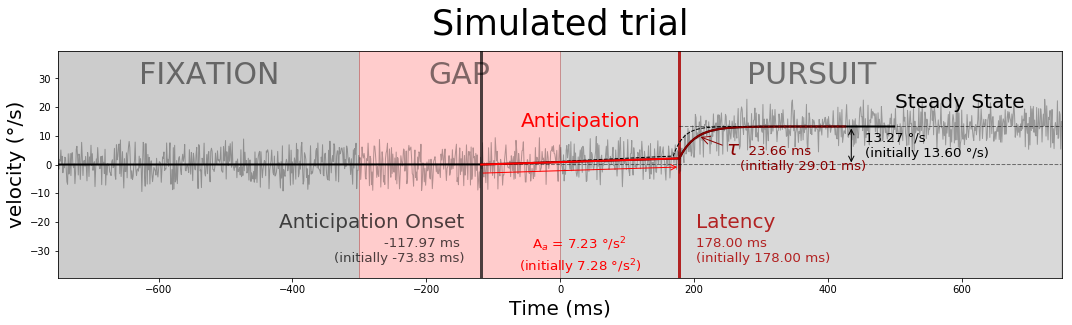 Simulated trial
FIXATION
GAP
PURSUIT
Steady State
Anticipation
13.27 °/s
(initially 13.60 °/s)
τ 23.66 ms
(initially 29.01 ms)
Anticipation Onset
-117.97 ms
(initially -73.83 ms)
Aₐ = 7.23 °/s²
(initially 7.28 °/s²)
Latency
178.00 ms
(initially 178.00 ms)
velocity (°/s)
30
20
10
0
−10
−20
−30
−600 −400 −200 0 200 400 600
Time (ms)